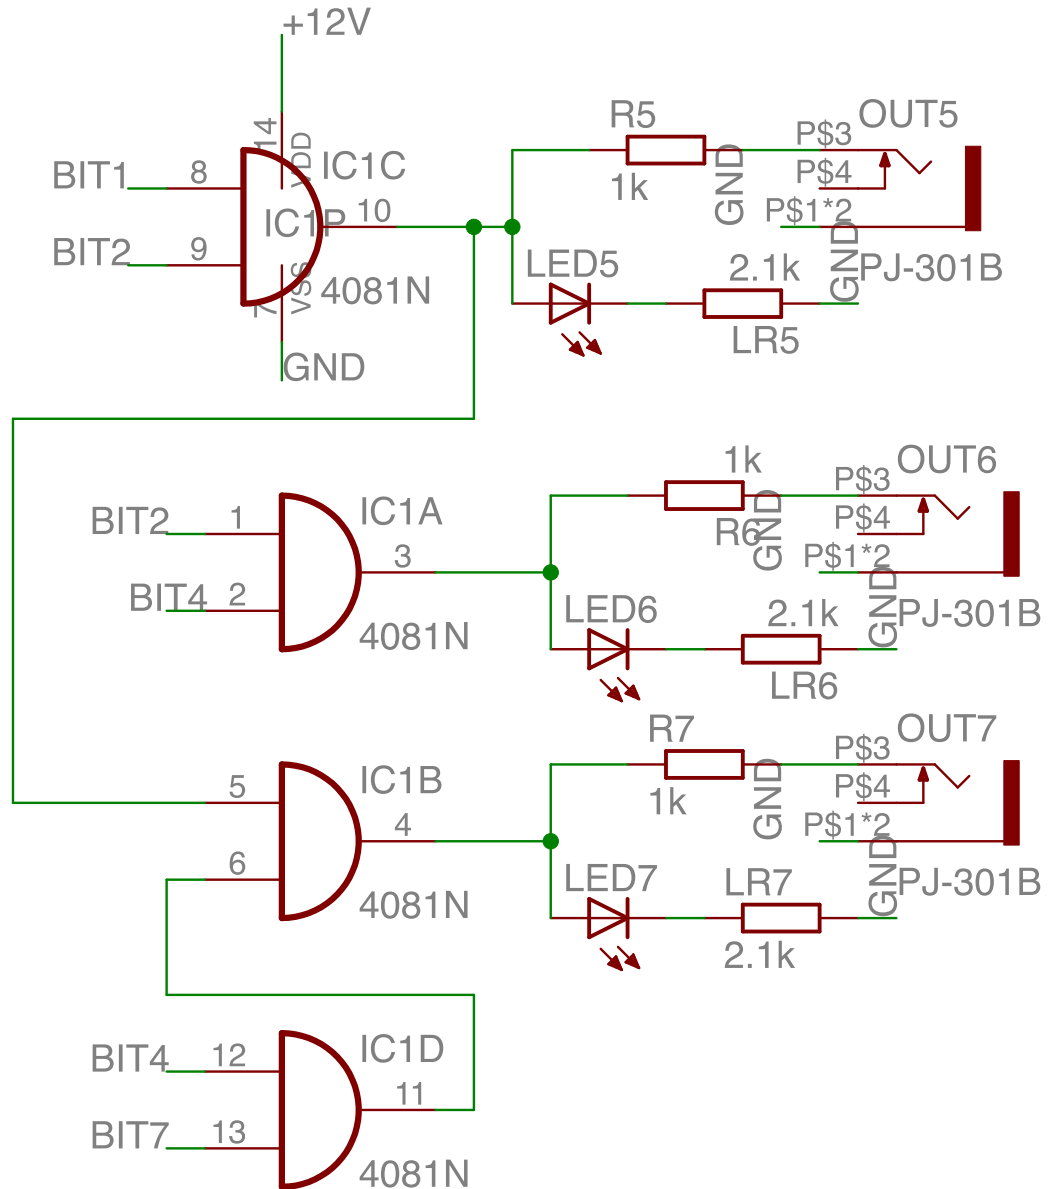 +12V
14
VDD
R5
OUT5
P$3
BIT1
8
IC1C
P$4
1k
GND
IC1P
10
P$1*2
BIT2
9
LED5
2.1k
GND
PJ-301B
4081N
VSS
7
LR5
GND
1k
OUT6
P$3
BIT2
1
IC1A
R6
GND
P$4
3
P$1*2
BIT4
2
LED6
2.1k
GND
PJ-301B
4081N
LR6
R7
OUT7
P$3
5
IC1B
P$4
1k
GND
4
P$1*2
6
LED7
LR7
GND
PJ-301B
4081N
2.1k
BIT4
12
IC1D
11
BIT7
13
4081N